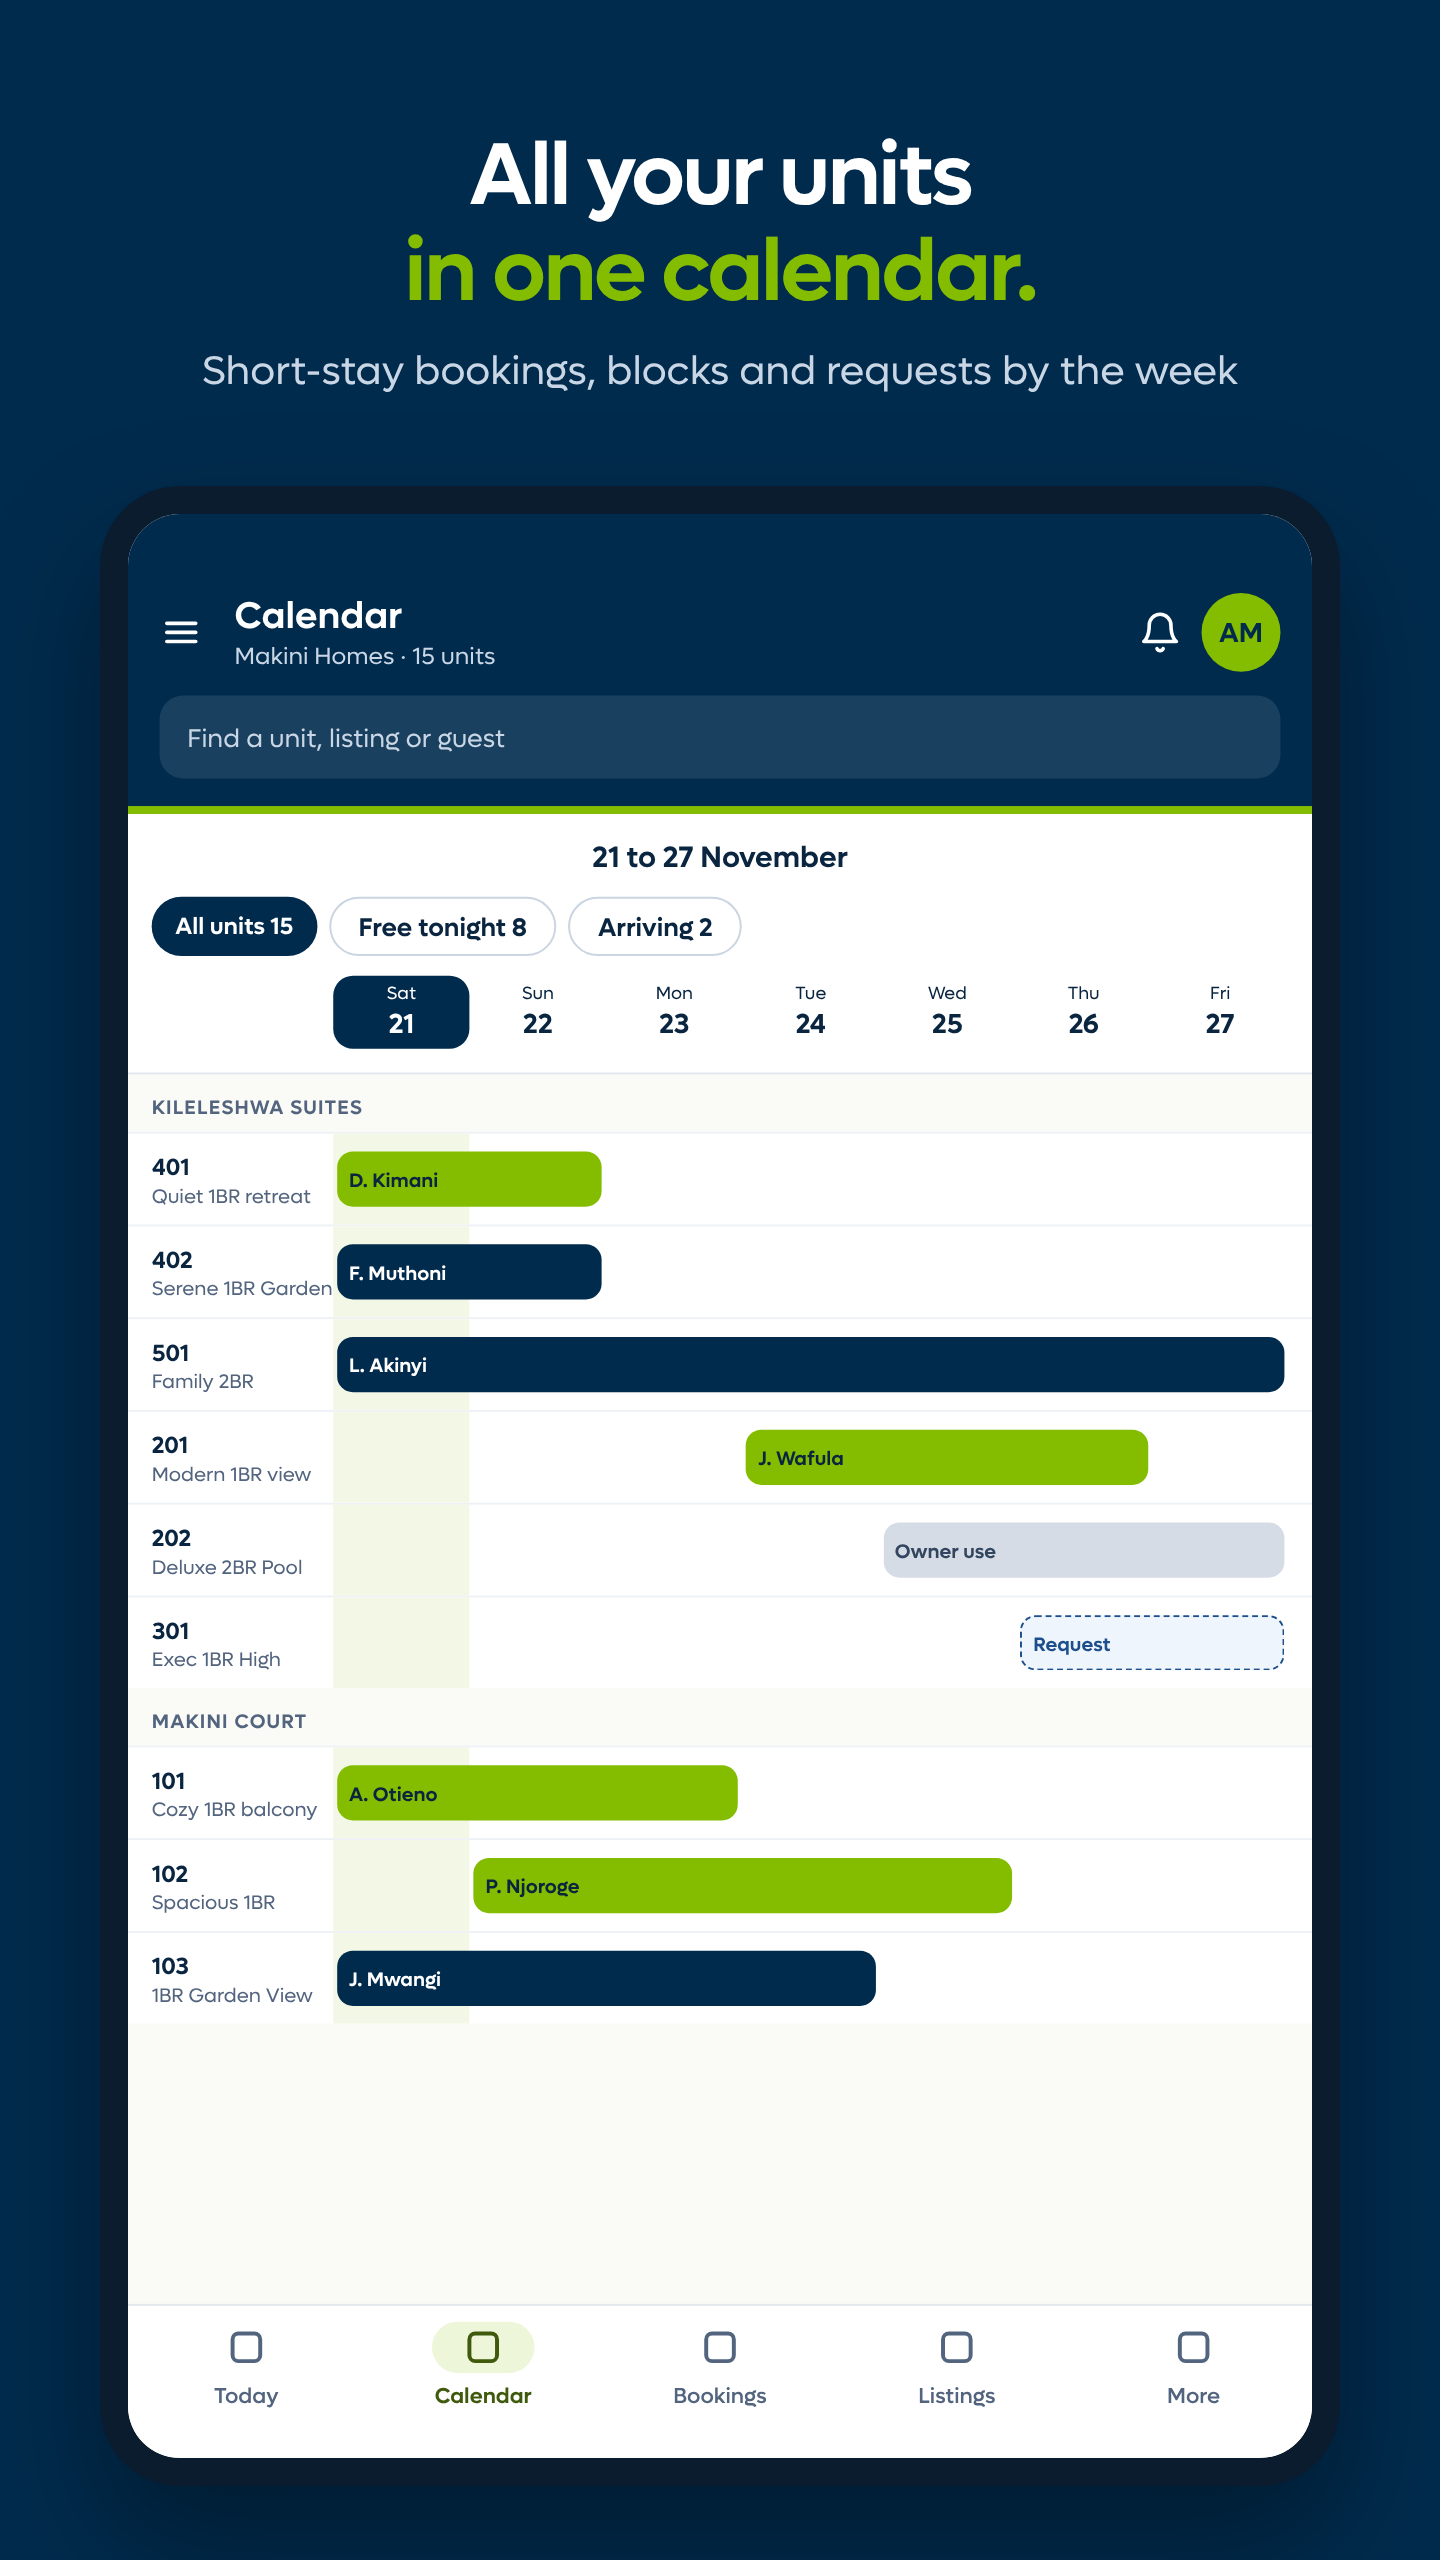 All your units
in one calendar.
Short-stay bookings, blocks and requests by the week
Calendar
Makini Homes · 15 units
AM
Find a unit, listing or guest
21 to 27 November
All units 15
Free tonight 8
Arriving 2
Sat Sun Mon Tue Wed Thu Fri
21 22 23 24 25 26 27
KILELESHWA SUITES
401
Quiet 1BR retreat
D. Kimani
402
Serene 1BR Garden
F. Muthoni
501
Family 2BR
L. Akinyi
201
Modern 1BR view
J. Wafula
202
Deluxe 2BR Pool
Owner use
301
Exec 1BR High
Request
MAKINI COURT
101
Cozy 1BR balcony
A. Otieno
102
Spacious 1BR
P. Njoroge
103
1BR Garden View
J. Mwangi
Today Calendar Bookings Listings More